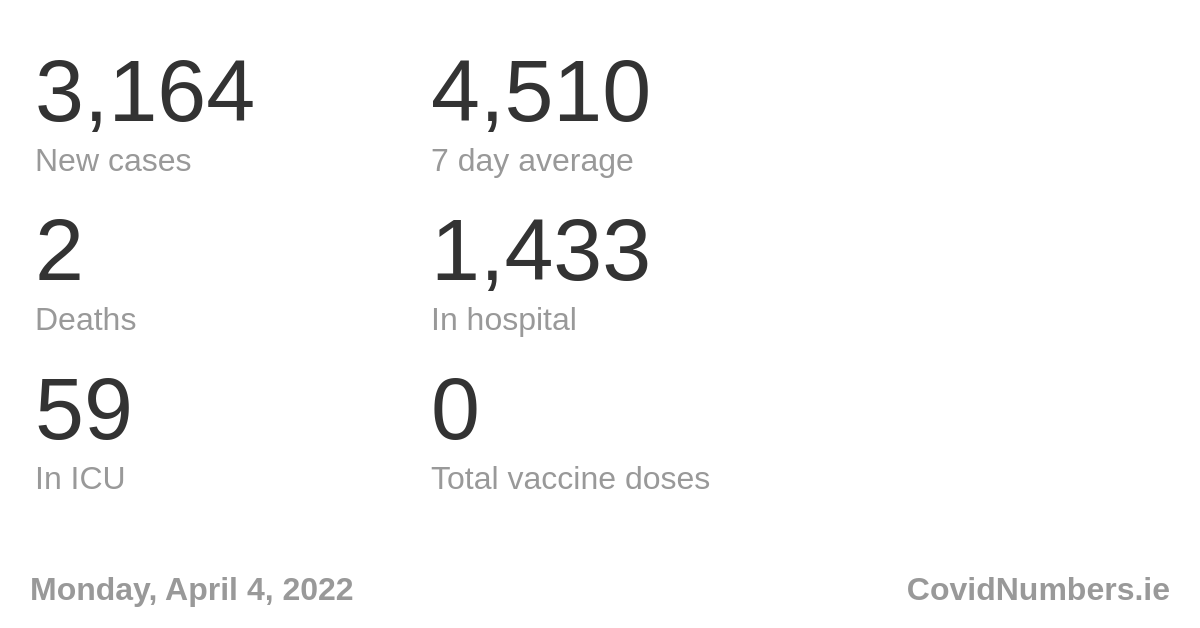 3,164 4,510
New cases 7 day average
2 1,433
Deaths In hospital
59 0
In ICU Total vaccine doses
Monday, April 4, 2022 CovidNumbers.ie